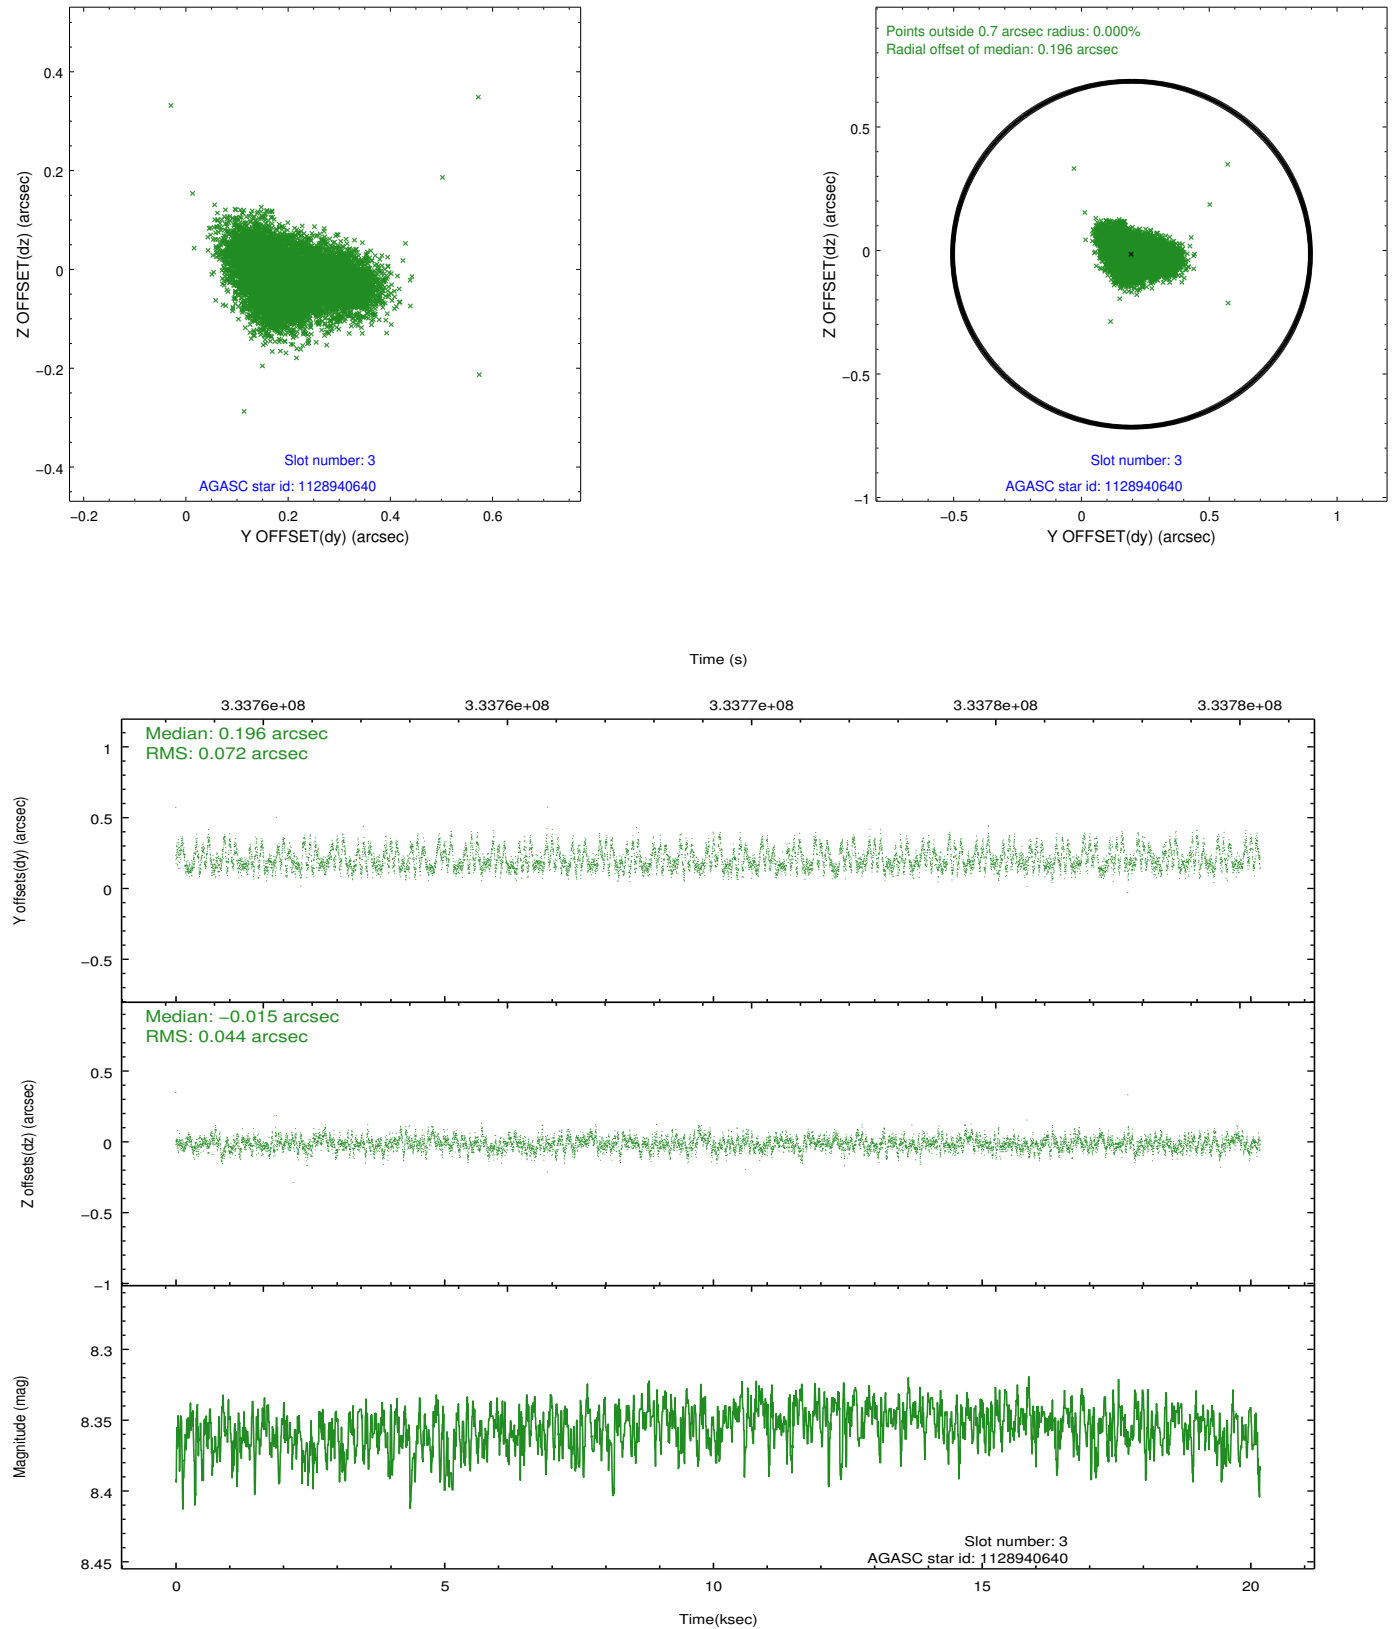 0.4
0.2
0
−0.2
−0.4
Z OFFSET(dz) (arcsec)
Slot number: 3
AGASC star id: 1128940640
−0.2 0 0.2 0.4 0.6
Y OFFSET(dy) (arcsec)
Points outside 0.7 arcsec radius: 0.000%
Radial offset of median: 0.196 arcsec
0.5
0
−0.5
−1
Z OFFSET(dz) (arcsec)
Slot number: 3
AGASC star id: 1128940640
−0.5 0 0.5 1
Y OFFSET(dy) (arcsec)
Time (s)
3.3376e+08 3.3376e+08 3.3377e+08 3.3378e+08 3.3378e+08
Median: 0.196 arcsec
RMS: 0.072 arcsec
1
0.5
0
−0.5
Y offsets(dy) (arcsec)
Median: −0.015 arcsec
RMS: 0.044 arcsec
0.5
0
−0.5
−1
Z offsets(dz) (arcsec)
8.3
8.35
8.4
8.45
Magnitude (mag)
Slot number: 3
AGASC star id: 1128940640
0 5 10 15 20
Time(ksec)